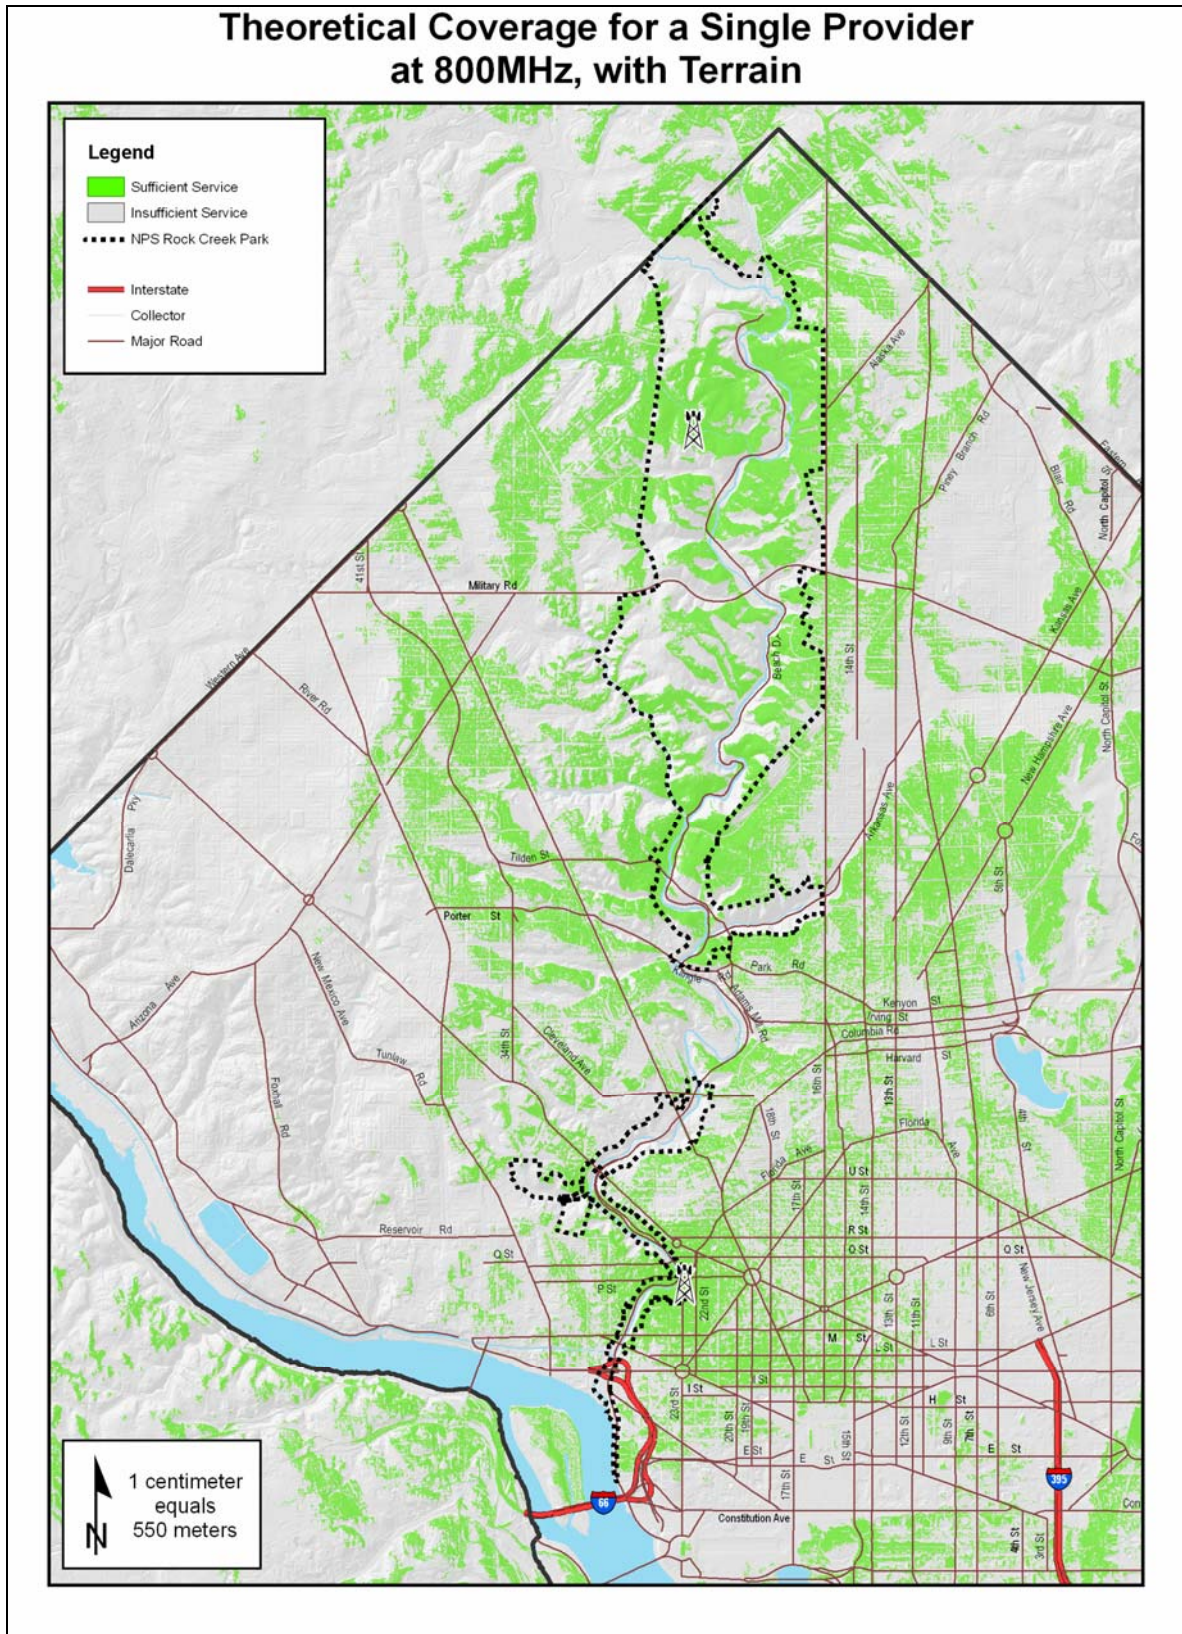 Theoretical Coverage for a Single Provider
at 800MHz, with Terrain
Legend
Sufficient Service
Insufficient Service
NPS Rock Creek Park
Interstate
Collector
Major Road
Alaska Ave
Piney Branch Rd
Blair Rd
Eastern
North Capitol St
41st St
Military Rd
Kansas Ave
Western Ave
River Rd
Beach D
14th St
North Capitol St
New Hampshire Ave
Dalecarlia Pky
Arkansas Ave
Tilden St
5th St
Porter St
New Mexico Ave
Arizona Ave
Park Rd
Adams Mill Rd
Kenyon St
Irving St
Columbia Rd
Harvard St
34th St
Cleveland Ave
Tunlaw Rd
Foxhall Rd
16th St
13th St
18th St
4th St
North Capitol St
Florida Ave
Florida Ave
U St
17th St
14th St
Reservoir Rd
R St
Q St
Q St
Q St
P St
22nd St
13th St
11th St
6th St
New Jersey Ave
M St
L St
L St
I St
I St
H St
23rd St
20th St
19th St
15th St
12th St
9th St
7th St
E St
E St
E St
17th St
66
395
Constitution Ave
Con
4th St
3rd St
1 centimeter
equals
550 meters
N